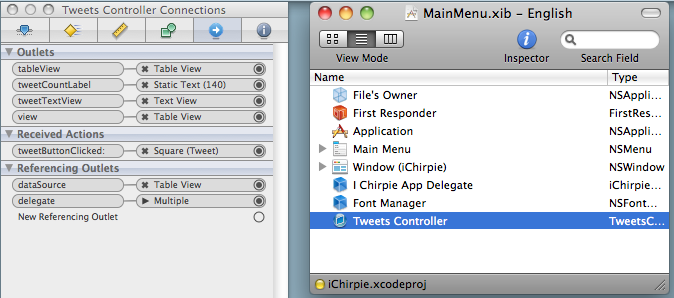 Tweets Controller Connections
Outlets
tableView Table View
tweetCountLabel Static Text (140)
tweetTextView Text View
view Table View
Received Actions
tweetButtonClicked: Square (Tweet)
Referencing Outlets
dataSource Table View
delegate Multiple
New Referencing Outlet
MainMenu.xib – English
View Mode Inspector Search Field
Name Type
File's Owner NSAppli...
First Responder FirstRes...
Application NSAppli...
Main Menu NSMenu
Window (iChirpie) NSWindow
I Chirpie App Delegate iChirpie...
Font Manager NSFont...
Tweets Controller TweetsC...
iChirpie.xcodeproj